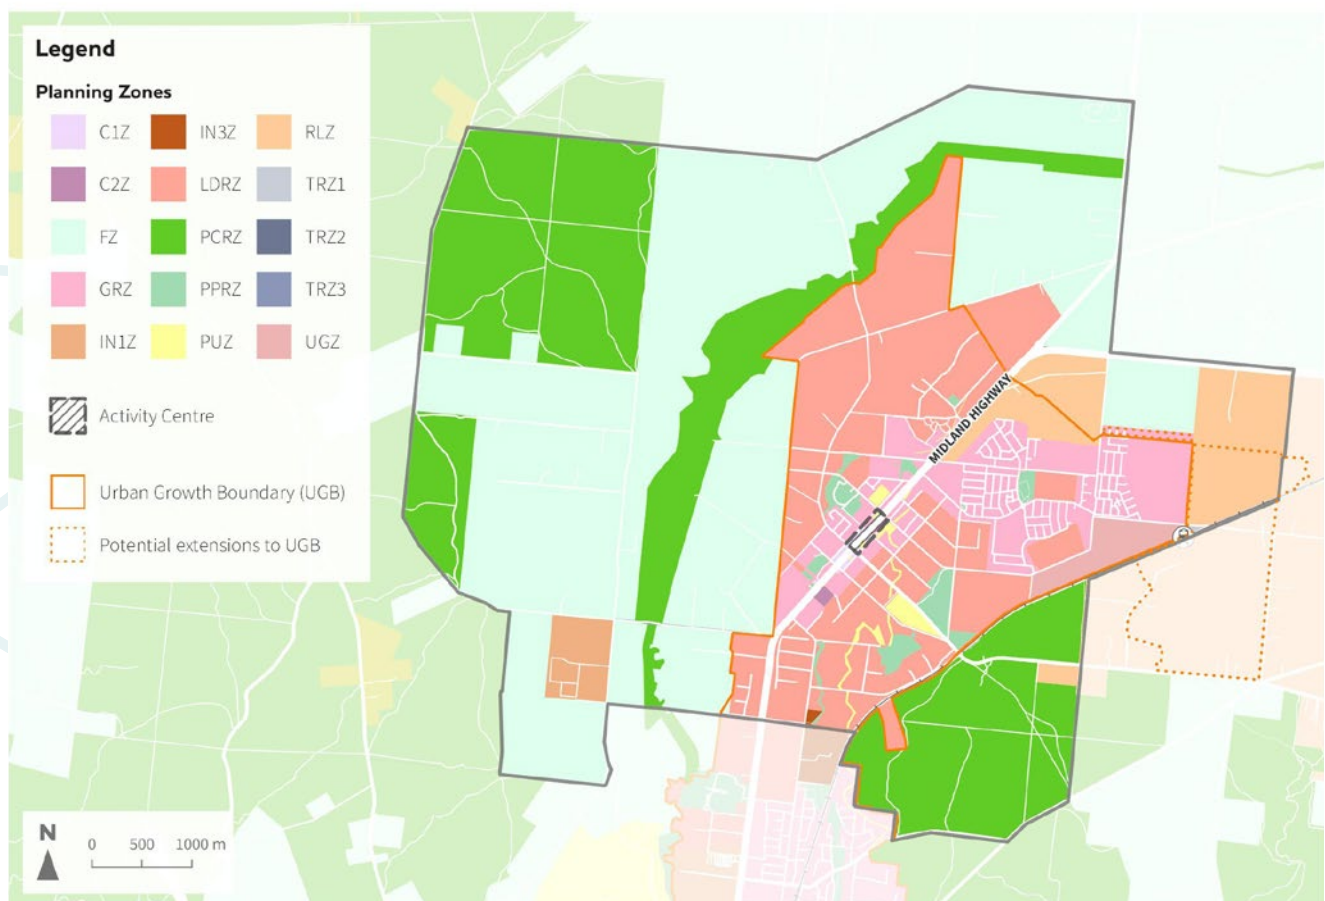 Legend
Planning Zones
C1Z IN3Z RLZ
C2Z LDRZ TRZ1
FZ PCRZ TRZ2
GRZ PPRZ TRZ3
IN1Z PUZ UGZ
Activity Centre
Urban Growth Boundary (UGB)
Potential extensions to UGB
MIDLAND HIGHWAY
N
0 500 1000 m